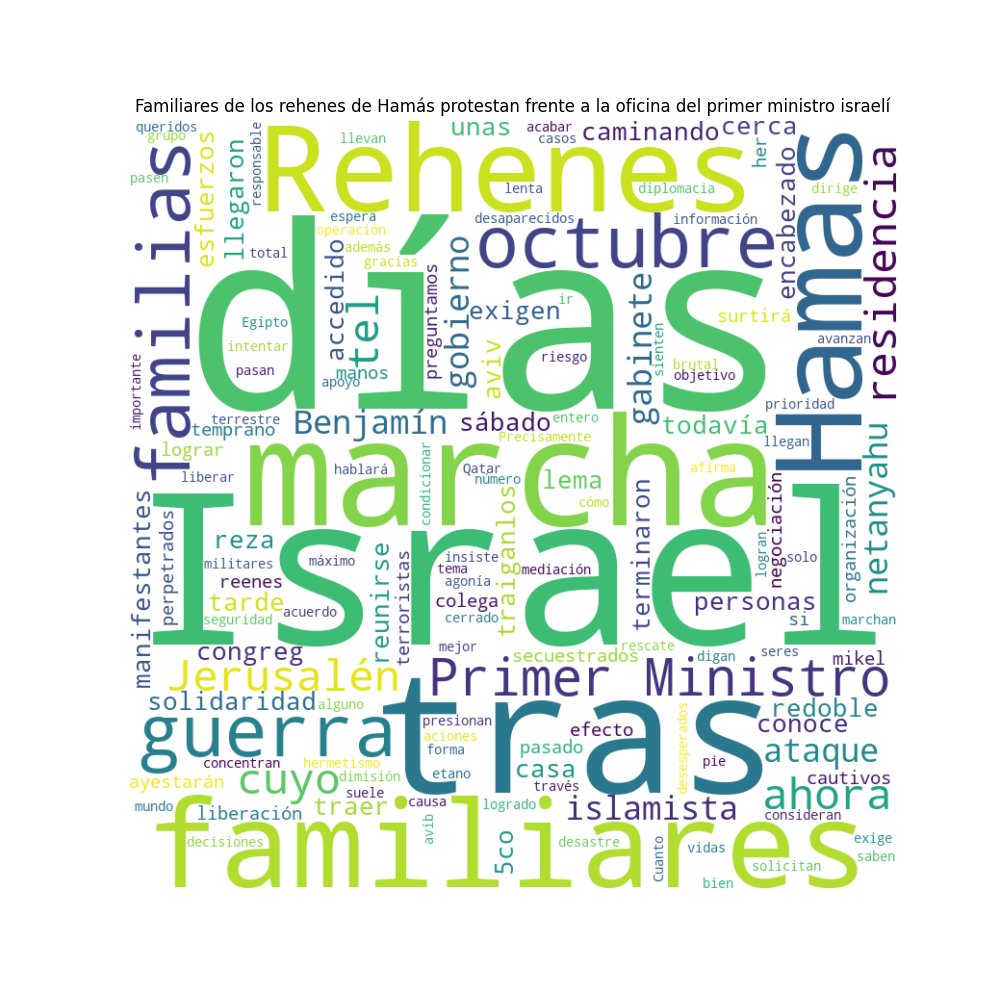 Familiares de los rehenes de Hamás protestan frente a la oficina del primer ministro israelí
queridos
grupo
pasen
familias
esfuerzos
llegaron
responsable
Rehenes
llevan
unas
acabar
casos
caminando
cerca
her
lenta
diplomacia
dirige
Hamas
residencia
encabezado
espera
operación
además
gracias
total
desaparecidos
información
octubre
días
accedido
tel
preguntamos
gobierno
exigen
ir
gabinete
sienten
surtirá
avanzan
Egipto
intentar
pasan
manos
apoyo
aviv
riesgo
brutal
objetivo
importante
terrestre
temprano
lograr
liberar
Benjamín
sábado
entero
todavía
prioridad
llegan
Precisamente
marcha
hablará
condicionar
Qatar
número
lema
cómo
afirma
netanyahu
negociación
organización
manifestantes
perpetrados
reza
militares
reenes
tarde
seguridad
máximo
acuerdo
Israel
reunirse
terroristas
insiste
tema
agonía
colega
cerrado
traiganlos
mediación
terminaron
personas
logran
solo
si
marchan
congreg
mejor
secuestrados
rescate
digan
seres
mikel
Jerusalén
Primer Ministro
solidaridad
alguno
guerra
tras
presionan
acciones
forma
efecto
pasado
desesperados
pie
redoble
conoce
ataque
concentran
hermetismo
ayestarán
cuyo
dimisión
etano
casa
través
cautivos
ahora
mundo
liberación
traer
suele
causa
logrado
islamista
consideran
familiares
decisiones
avib
5co
desastre
Cuanto
vidas
bien
solicitan
exige
saben